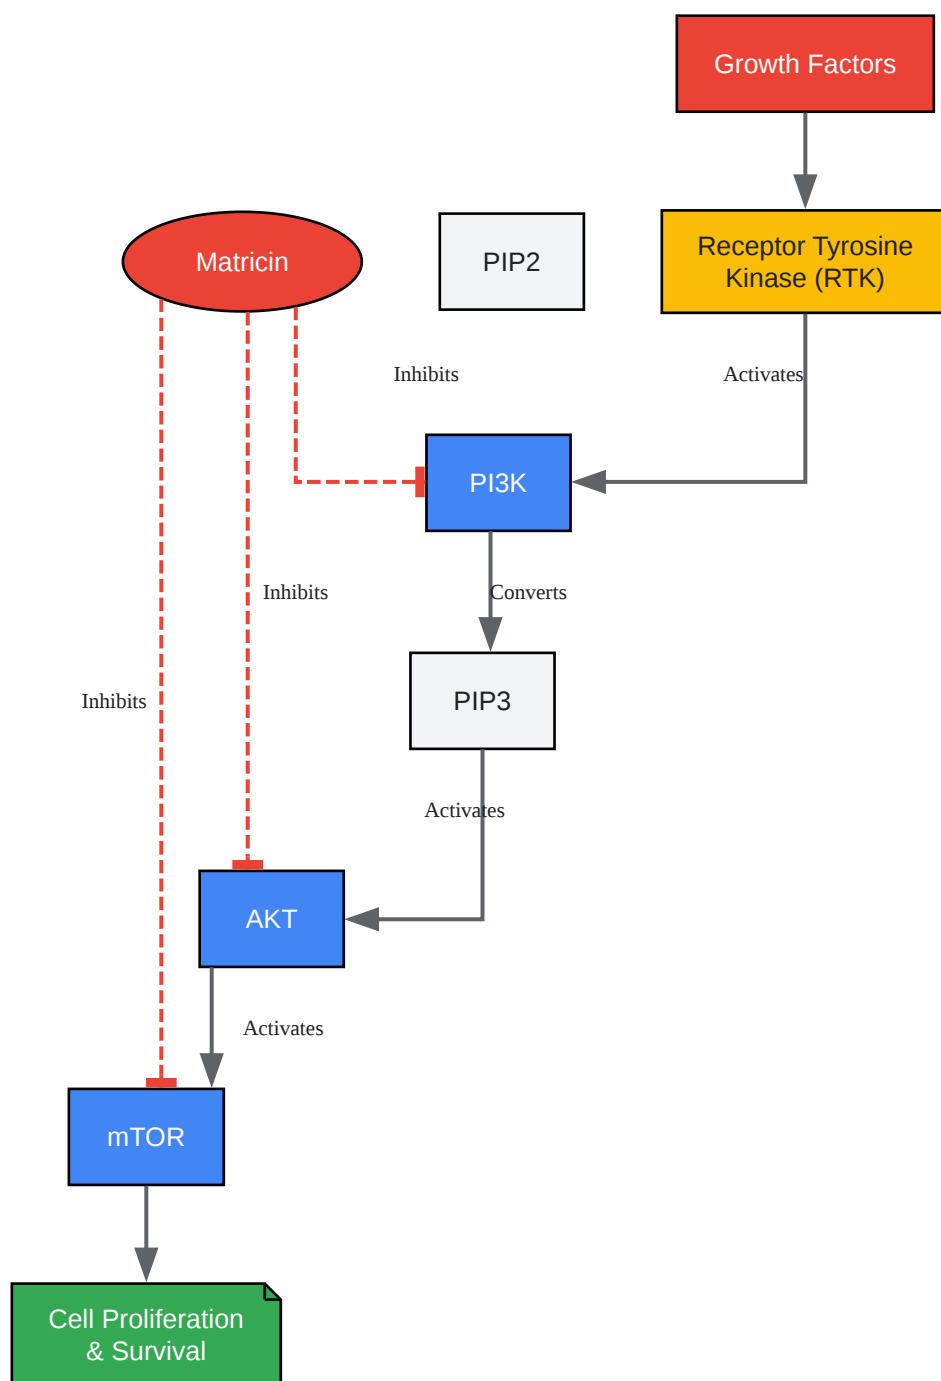 Growth Factors
Matricin
PIP2
Receptor Tyrosine
Kinase (RTK)
Inhibits
Activates
PI3K
Inhibits
Converts
Inhibits
PIP3
Activates
AKT
Activates
mTOR
Cell Proliferation
& Survival